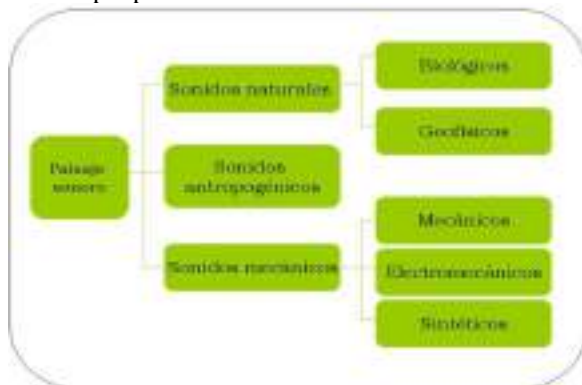 Paisaje
sonoro
Sonidos naturales
Biológicos
Geofísicos
Sonidos
antropogénicos
Sonidos mecánicos
Mecánicos
Electromecánicos
Sintéticos